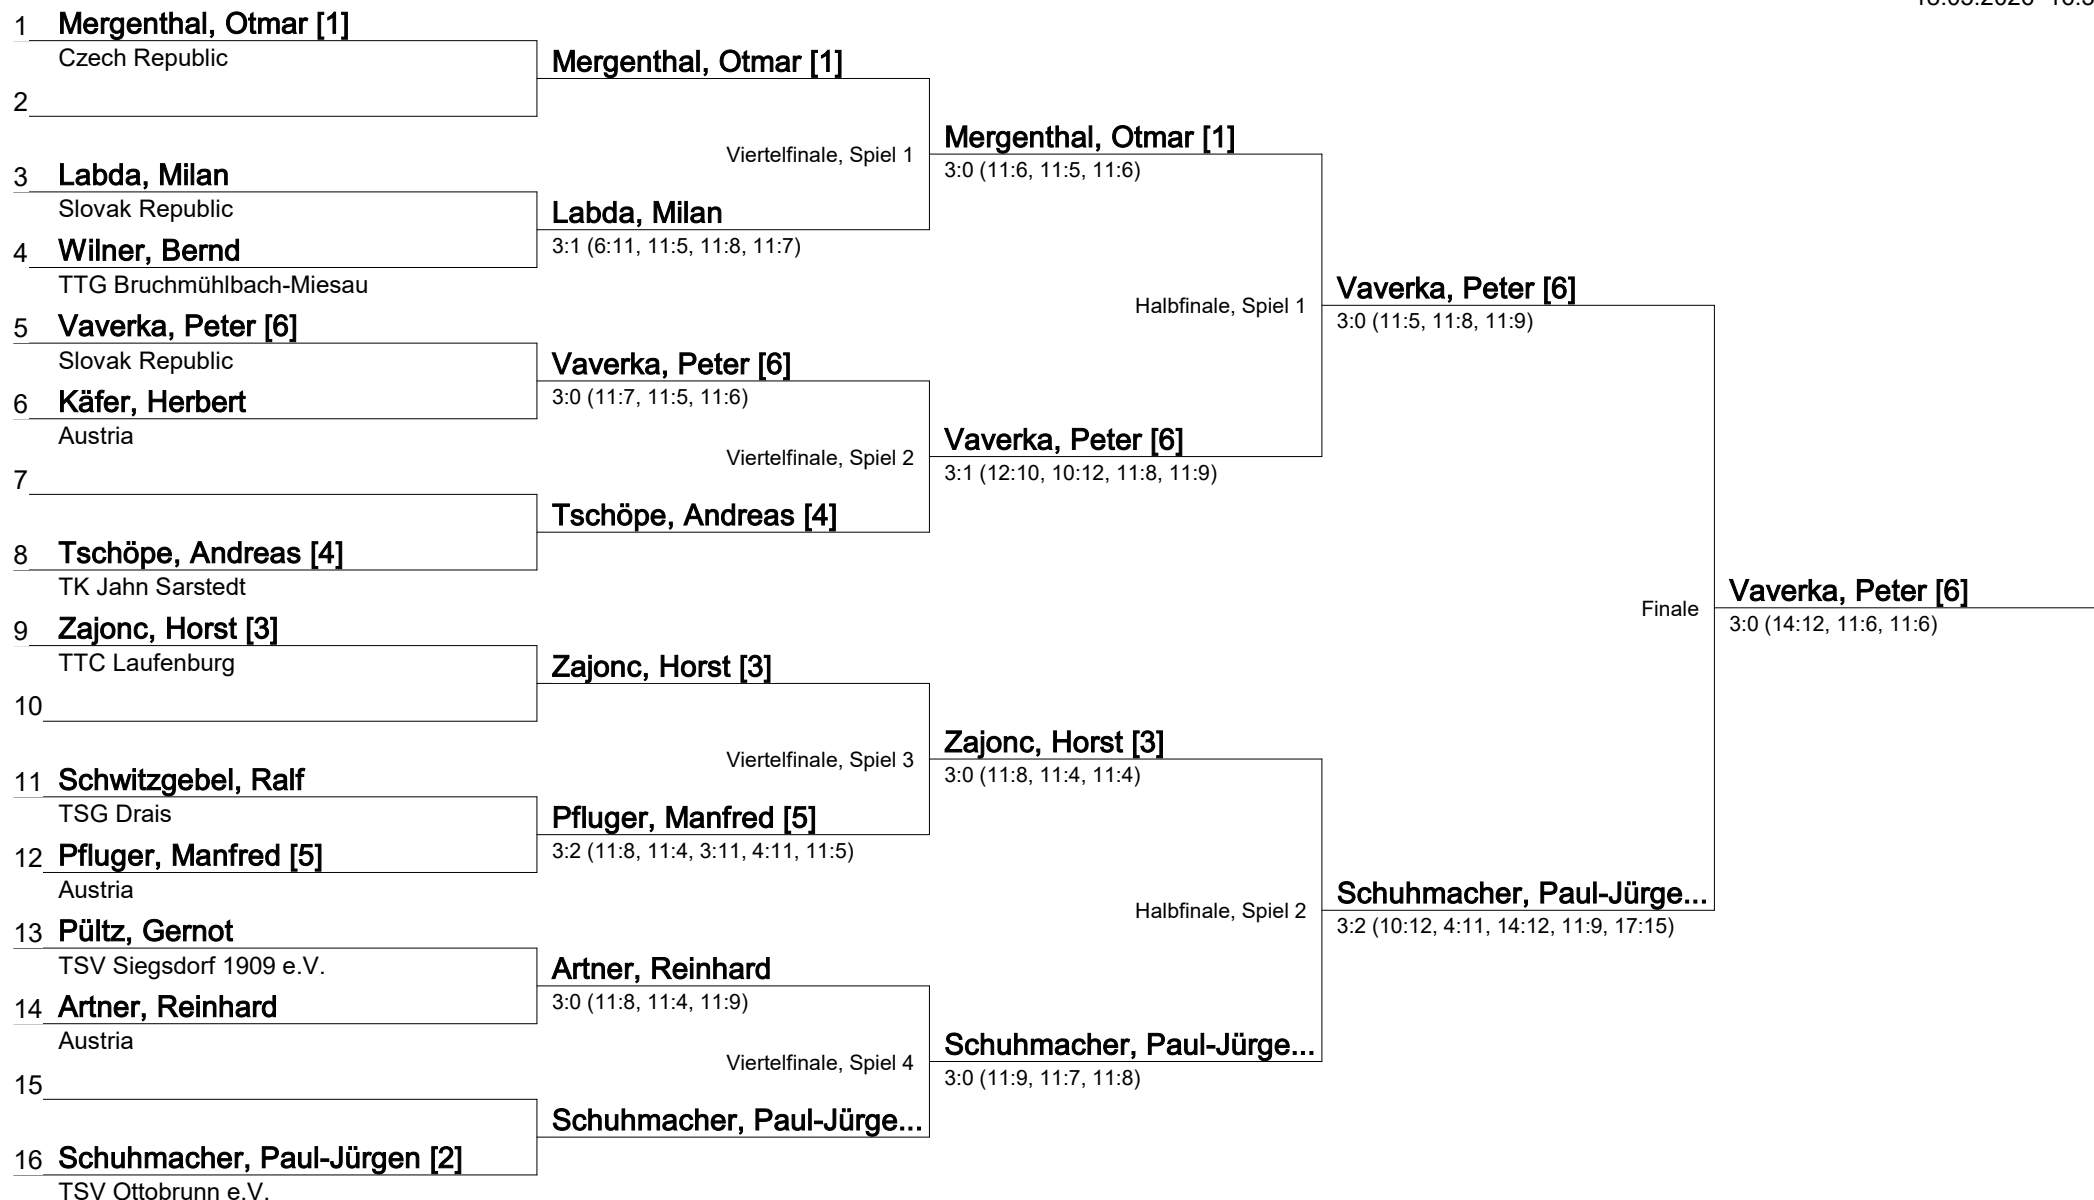 1 Mergenthal, Otmar [1]
Czech Republic
2
3 Labda, Milan
Slovak Republic
4 Wilner, Bernd
TTG Bruchmühlbach-Miesau
5 Vaverka, Peter [6]
Slovak Republic
6 Käfer, Herbert
Austria
7
8 Tschöpe, Andreas [4]
TK Jahn Sarstedt
9 Zajonc, Horst [3]
TTC Laufenburg
10
11 Schwitzgebel, Ralf
TSG Drais
12 Pfluger, Manfred [5]
Austria
13 Pültz, Gernot
TSV Siegsdorf 1909 e.V.
14 Artner, Reinhard
Austria
15
16 Schuhmacher, Paul-Jürgen [2]
TSV Ottobrunn e.V.
Mergenthal, Otmar [1]
Viertelfinale, Spiel 1
Labda, Milan
3:1 (6:11, 11:5, 11:8, 11:7)
Vaverka, Peter [6]
3:0 (11:7, 11:5, 11:6)
Viertelfinale, Spiel 2
Tschöpe, Andreas [4]
Zajonc, Horst [3]
Viertelfinale, Spiel 3
Pfluger, Manfred [5]
3:2 (11:8, 11:4, 3:11, 4:11, 11:5)
Artner, Reinhard
3:0 (11:8, 11:4, 11:9)
Viertelfinale, Spiel 4
Schuhmacher, Paul-Jürge...
Mergenthal, Otmar [1]
3:0 (11:6, 11:5, 11:6)
Halbfinale, Spiel 1
Vaverka, Peter [6]
3:1 (12:10, 10:12, 11:8, 11:9)
Zajonc, Horst [3]
3:0 (11:8, 11:4, 11:4)
Halbfinale, Spiel 2
Schuhmacher, Paul-Jürge...
3:0 (11:9, 11:7, 11:8)
Vaverka, Peter [6]
3:0 (11:5, 11:8, 11:9)
Finale
Schuhmacher, Paul-Jürge...
3:2 (10:12, 4:11, 14:12, 11:9, 17:15)
Vaverka, Peter [6]
3:0 (14:12, 11:6, 11:6)